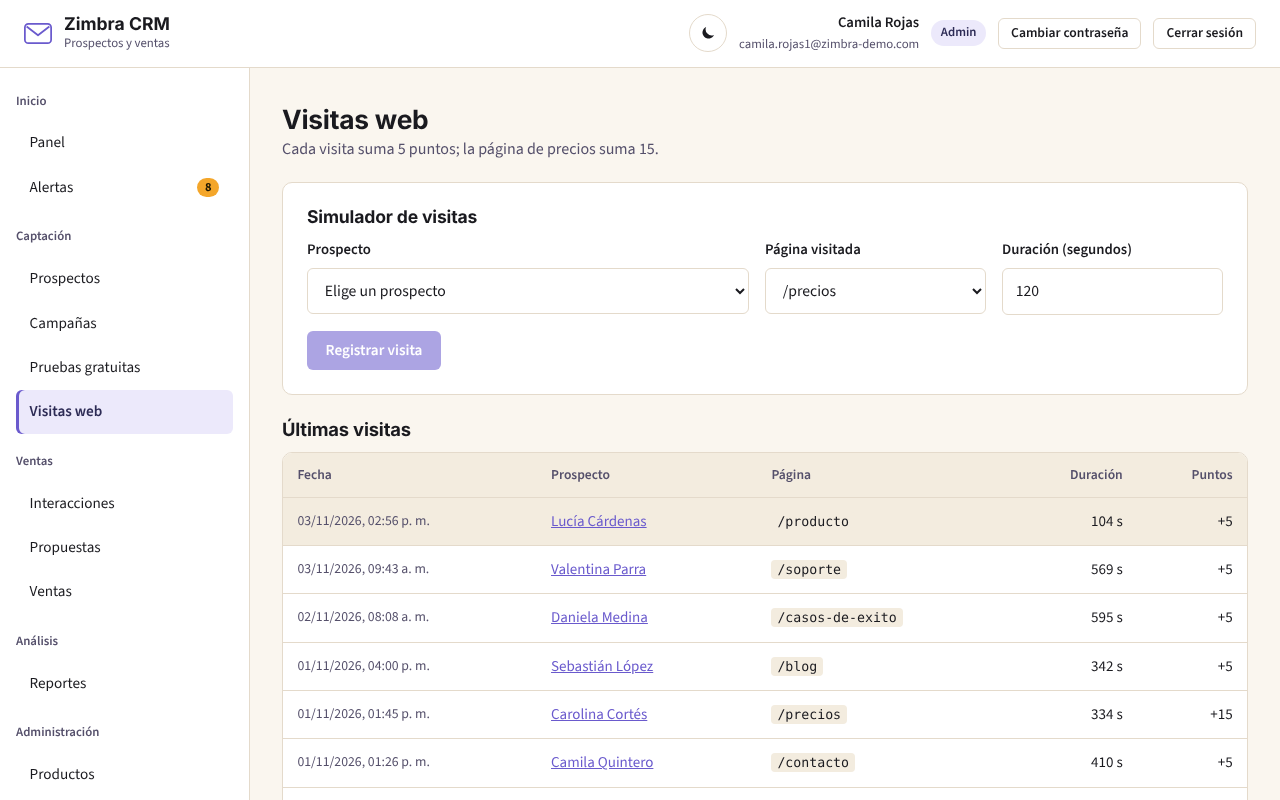 Zimbra CRM
Prospectos y ventas
Camila Rojas
camila.rojas1@zimbra-demo.com
Admin
Cambiar contraseña
Cerrar sesión
Inicio
Panel
Alertas 8
Captación
Prospectos
Campañas
Pruebas gratuitas
Visitas web
Ventas
Interacciones
Propuestas
Ventas
Análisis
Reportes
Administración
Productos
Visitas web
Cada visita suma 5 puntos; la página de precios suma 15.
Simulador de visitas
Prospecto Página visitada Duración (segundos)
Elige un prospecto /precios 120
Registrar visita
Últimas visitas
Fecha Prospecto Página Duración Puntos
03/11/2026, 02:56 p. m. Lucía Cárdenas /producto 104 s +5
03/11/2026, 09:43 a. m. Valentina Parra /soporte 569 s +5
02/11/2026, 08:08 a. m. Daniela Medina /casos-de-exito 595 s +5
01/11/2026, 04:00 p. m. Sebastián López /blog 342 s +5
01/11/2026, 01:45 p. m. Carolina Cortés /precios 334 s +15
01/11/2026, 01:26 p. m. Camila Quintero /contacto 410 s +5